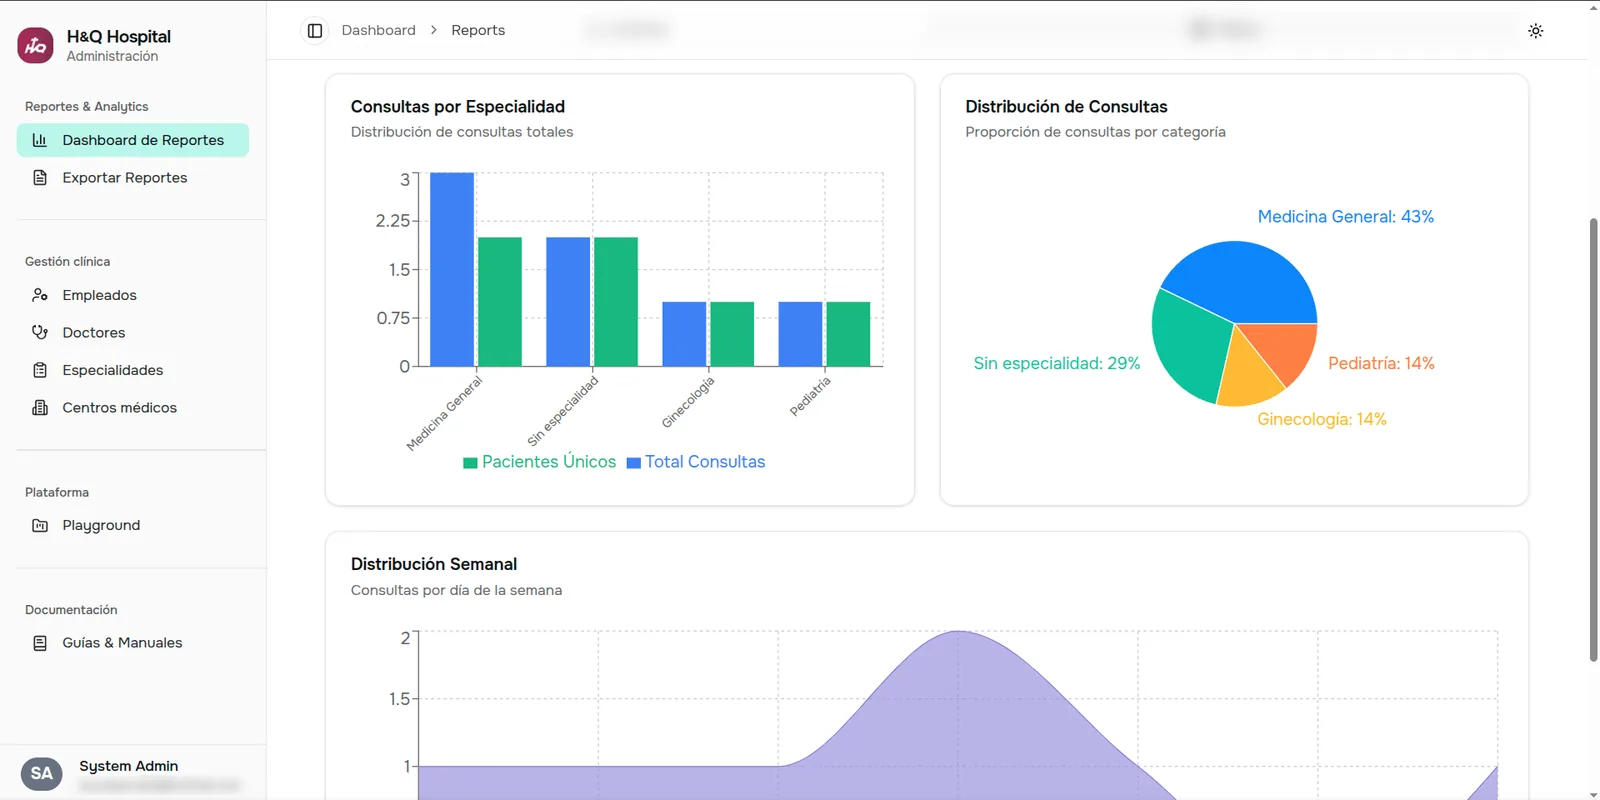 H&Q Hospital
Administración
Reportes & Analytics
Dashboard de Reportes
Exportar Reportes
Gestión clínica
Empleados
Doctores
Especialidades
Centros médicos
Plataforma
Playground
Documentación
Guías & Manuales
SA
System Admin
Dashboard > Reports
Consultas por Especialidad
Distribución de consultas totales
3
2.25
1.5
0.75
0
Medicina General
Sin especialidad
Ginecología
Pediatría
Pacientes Únicos Total Consultas
Distribución de Consultas
Proporción de consultas por categoría
Medicina General: 43%
Sin especialidad: 29%
Pediatría: 14%
Ginecología: 14%
Distribución Semanal
Consultas por día de la semana
2
1.5
1